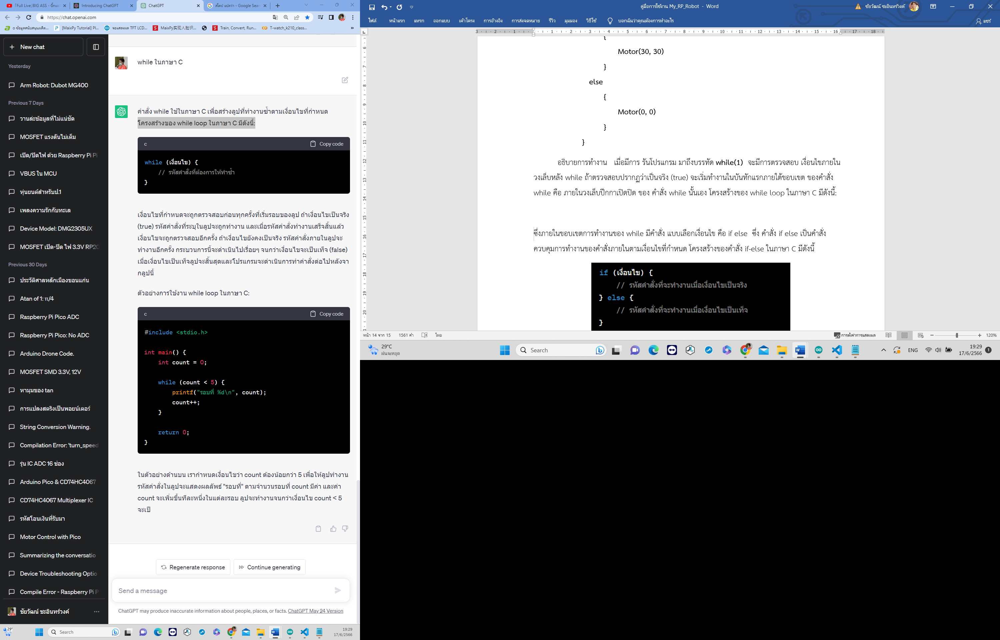 「Full Live」BIG ASS - บิ๊กแอ
Introducing ChatGPT
ChatGPT
สโตป แปลว่า - Google Sear
https://chat.openai.com
o ข้อมูลสนับสนุนผลิต...
[MaixPy Tutorial] Pl...
จอแสดงผล TFT LCD...
MaixPy实现人脸识...
Train, Convert, Run...
T-watch_k210_class...
»
New chat
Yesterday
Arm Robot: Dubot MG400
Previous 7 Days
วานล่ะข้อมูลที่ไม่แน่ชัด
MOSFET แรงดันไม่เต็ม
เปิด/ปิดไฟ ด้วย Raspberry Pi Pi
VBUS ใน MCU
หุ่นยนต์สำหรับป.1
เพลงความรักกับทะเล
Device Model: DMG2305UX
MOSFET เปิด-ปิด ไฟ 3.3V RP20
Previous 30 Days
ประวัติศาลหลักเมืองขอนแก่น
Atan of 1: π/4
Raspberry Pi Pico ADC
Raspberry Pi Pico: No ADC
Arduino Drone Code.
MOSFET SMD 3.3V, 12V
หามุมของ tan
การแปลงสตริงเป็นพอยน์เตอร์
String Conversion Warning.
Compilation Error: 'turn_speed
รุ่น IC ADC 16 ช่อง
Arduino Pico & CD74HC4067
CD74HC4067 Multiplexer IC
รหัสโอนเงินที่รับมา
Motor Control with Pico
Summarizing the conversatio
Device Troubleshooting Optio
Compile Error - Raspberry Pi P
ชัยวัฒน์ ชะอินทร์วงค์
while ในภาษา C
คำสั่ง while ใช้ในภาษา C เพื่อสร้างลูปที่ทำงานซ้ำตามเงื่อนไขที่กำหนด
โครงสร้างของ while loop ในภาษา C มีดังนี้:
c
Copy code
while (เงื่อนไข) {
// รหัสคำสั่งที่ต้องการให้ทำซ้ำ
}
เงื่อนไขที่กำหนดจะถูกตรวจสอบก่อนทุกครั้งที่เริ่มรอบของลูป ถ้าเงื่อนไขเป็นจริง
(true) รหัสคำสั่งที่ระบุในลูปจะถูกทำงาน และเมื่อรหัสคำสั่งทำงานเสร็จสิ้นแล้ว
เงื่อนไขจะถูกตรวจสอบอีกครั้ง ถ้าเงื่อนไขยังคงเป็นจริง รหัสคำสั่งภายในลูปจะ
ทำงานอีกครั้ง กระบวนการนี้จะดำเนินไปเรื่อยๆ จนกว่าเงื่อนไขจะเป็นเท็จ (false)
เมื่อเงื่อนไขเป็นเท็จลูปจะสิ้นสุดและโปรแกรมจะดำเนินการทำคำสั่งต่อไปหลังจา
กลูปนี้
ตัวอย่างการใช้งาน while loop ในภาษา C:
c
Copy code
#include <stdio.h>
int main() {
int count = 0;
while (count < 5) {
printf("รอบที่ %d\n", count);
count++;
}
return 0;
}
ในตัวอย่างด้านบน เรากำหนดเงื่อนไขว่า count ต้องน้อยกว่า 5 เพื่อให้ลูปทำงาน
รหัสคำสั่งในลูปจะแสดงผลลัพธ์ "รอบที่" ตามจำนวนรอบที่ count มีค่า และค่า
count จะเพิ่มขึ้นทีละหนึ่งในแต่ละรอบ ลูปจะทำงานจนกว่าเงื่อนไข count < 5
จะเป็
Regenerate response
Continue generating
Send a message
ChatGPT may produce inaccurate information about people, places, or facts. ChatGPT May 24 Version
29°
Search
19:29
17/6/2566
คู่มือการใช้งาน My_RP_Robot - Word
ชัยวัฒน์ ชะอินทร์วงค์
ไฟล์ หน้าแรก แทรก ออกแบบ เค้าโครง การอ้างอิง การส่งจดหมาย รีวิว มุมมอง วิธีใช้ บอกฉันว่าคุณต้องการทำอะไร
แชร์
3 2 1 1 2 3 4 5 6 7 8 9 10 11 12 13 14 15 16 17 18
6
7
8
9
10
11
12
13
14
15
16
17
18
19
20
{
Motor(30, 30)
}
else
{
Motor(0, 0)
}
}
อธิบายการทำงาน เมื่อมีการ รันโปรแกรม มาถึงบรรทัด while(1) จะมีการตรวจสอบ เงื่อนไขภายใน
วงเล็บหลัง while ถ้าตรวจสอบปรากฏว่าเป็นจริง (true) จะเริ่มทำงานในบันทักแรกภายใต้ขอบเขต ของคำสั่ง
while คือ ภายในวงเล็บปีกกาเปิดปิด ของ คำสั่ง while นั้นเอง โครงสร้างของ while loop ในภาษา C มีดังนี้:
ซึ่งภายในขอบเขตการทำงานของ while มีคำสั่ง แบบเลือกเงื่อนไข คือ if else ซึ่ง คำสั่ง if else เป็นคำสั่ง
ควบคุมการทำงานของคำสั่งภายในตามเงื่อนไขที่กำหนด โครงสร้างของคำสั่ง if-else ในภาษา C มีดังนี้
if (เงื่อนไข) {
// รหัสคำสั่งที่จะทำงานเมื่อเงื่อนไขเป็นจริง
} else {
// รหัสคำสั่งที่จะทำงานเมื่อเงื่อนไขเป็นเท็จ
}
หน้า 14 จาก 15
1561 คำ
ไทย
การตั้งค่าการแสดงผล
120%
29°C
ฝนจะหยุด
Search
ENG
19:29
17/6/2566
1